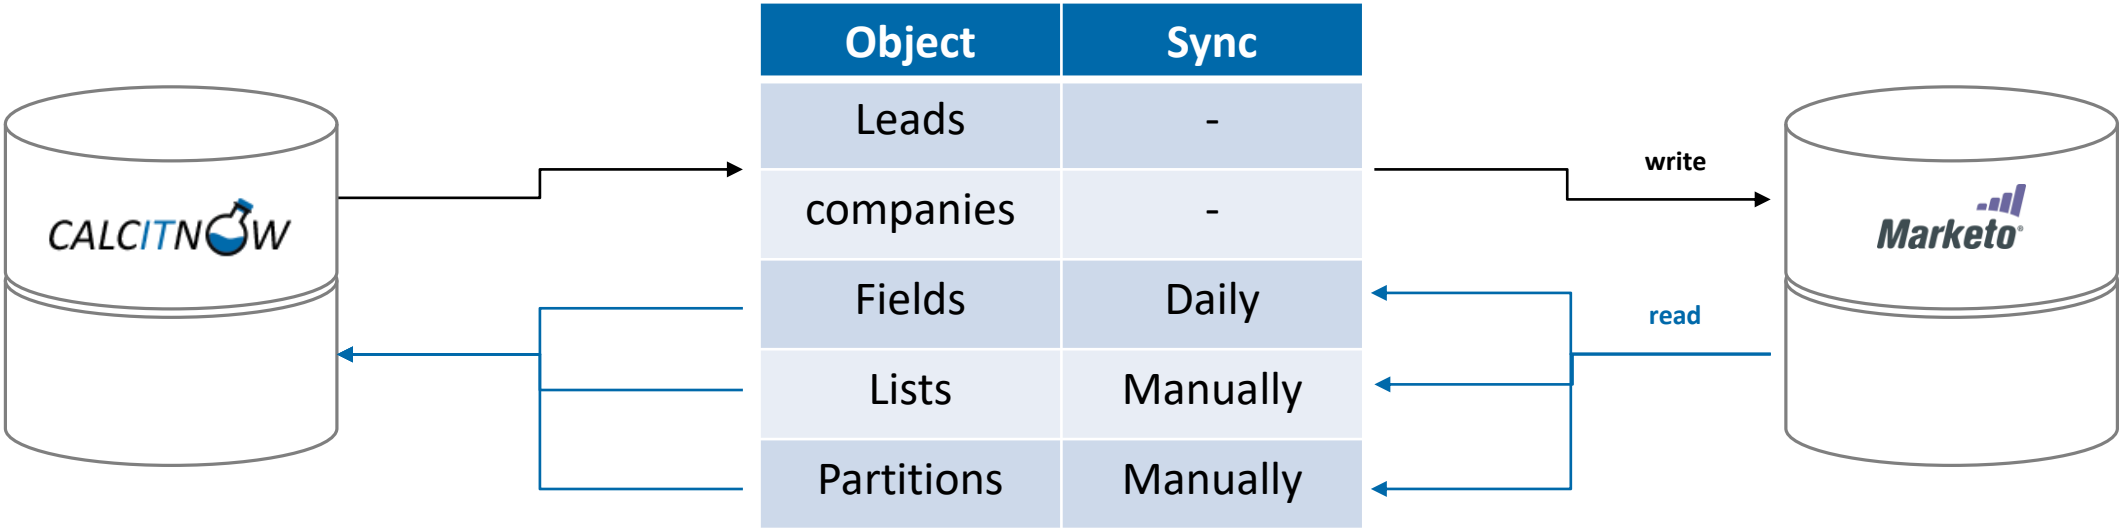 Object Sync
Leads -
write
companies -
CALCITNOW
Marketo®
Fields Daily
read
Lists Manually
Partitions Manually